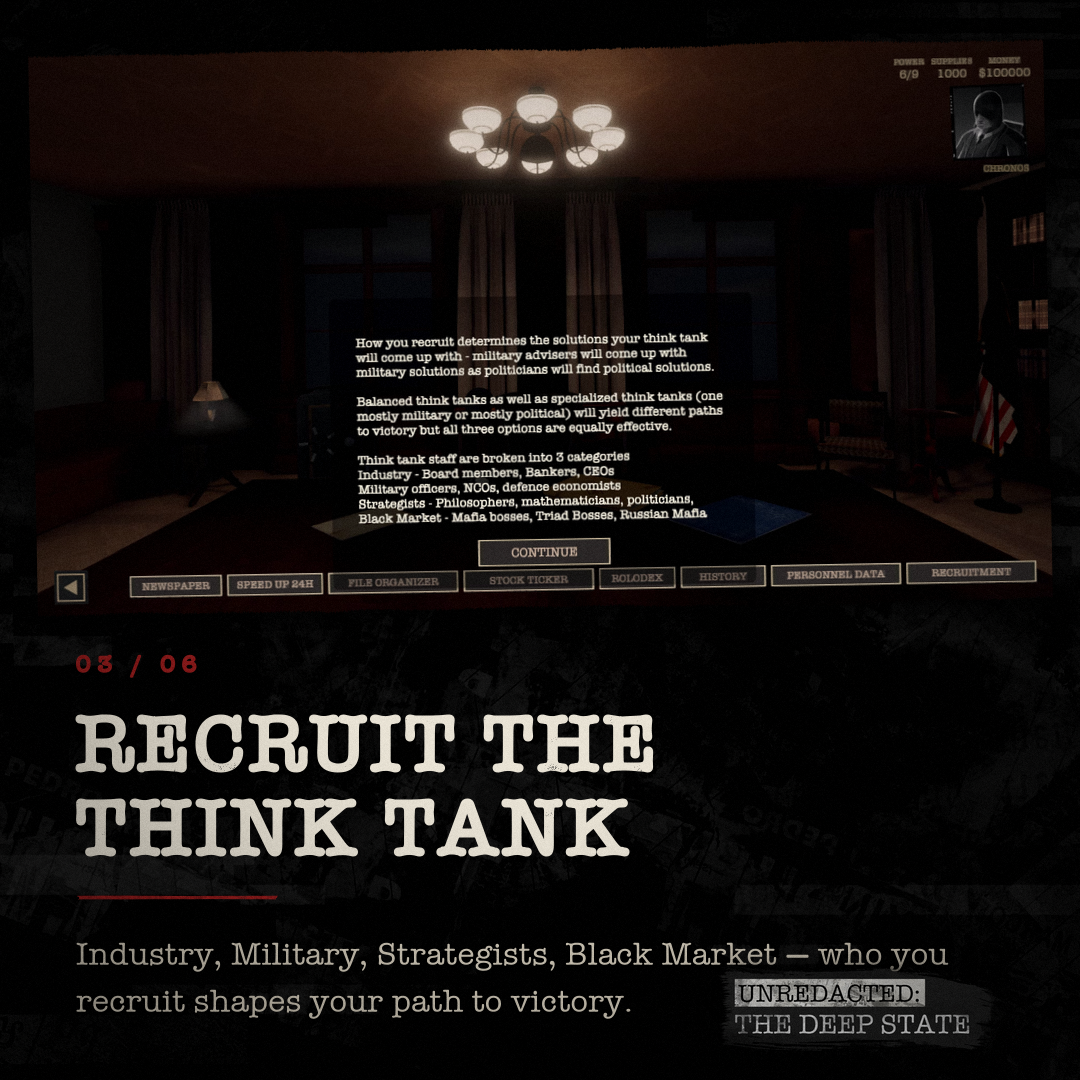 POWER SUPPLIES MONEY
6/9 1000 $100000
CHRONOS
How you recruit determines the solutions your think tank
will come up with - military advisers will come up with
military solutions as politicians will find political solutions.
Balanced think tanks as well as specialized think tanks (one
mostly military or mostly political) will yield different paths
to victory but all three options are equally effective.
Think tank staff are broken into 3 categories
Industry - Board members, Bankers, CEOs
Military officers, NCOs, defence economists
Strategists - Philosophers, mathematicians, politicians,
Black Market - Mafia bosses, Triad Bosses, Russian Mafia
CONTINUE
NEWSPAPER SPEED UP 24H FILE ORGANIZER STOCK TICKER ROLODEX HISTORY PERSONNEL DATA RECRUITMENT
03 / 06
RECRUIT THE
THINK TANK
Industry, Military, Strategists, Black Market — who you
recruit shapes your path to victory.
UNREDACTED:
THE DEEP STATE